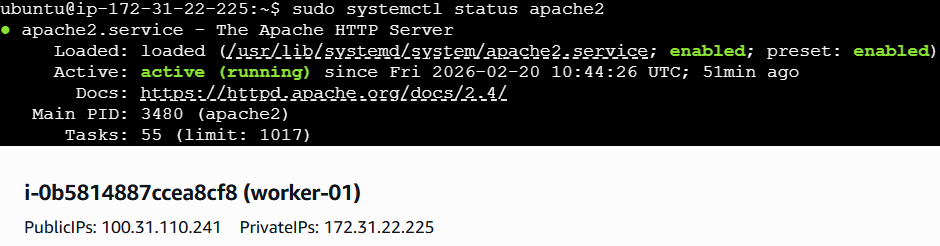 ubuntu@ip-172-31-22-225:~$ sudo systemctl status apache2
● apache2.service - The Apache HTTP Server
Loaded: loaded (/usr/lib/systemd/system/apache2.service; enabled; preset: enabled)
Active: active (running) since Fri 2026-02-20 10:44:26 UTC; 51min ago
Docs: https://httpd.apache.org/docs/2.4/
Main PID: 3480 (apache2)
Tasks: 55 (limit: 1017)
i-0b5814887ccea8cf8 (worker-01)
PublicIPs: 100.31.110.241 PrivateIPs: 172.31.22.225